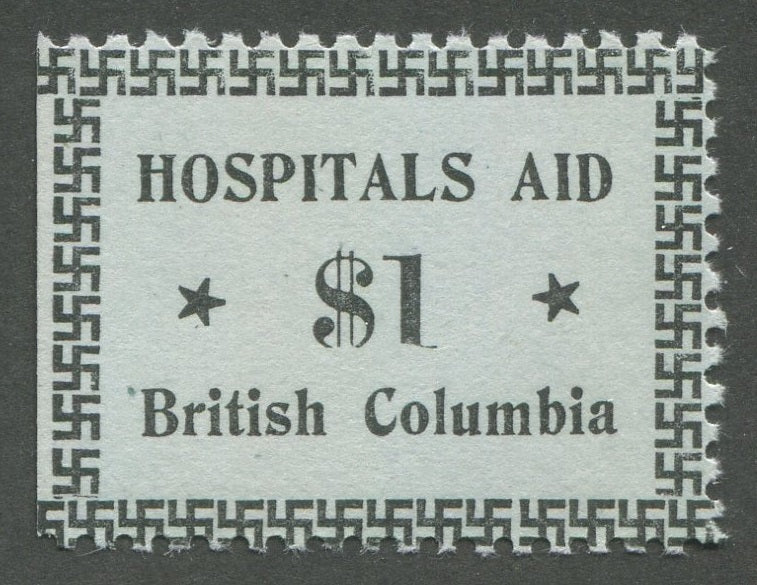 HOSPITALS AID
$1
British Columbia